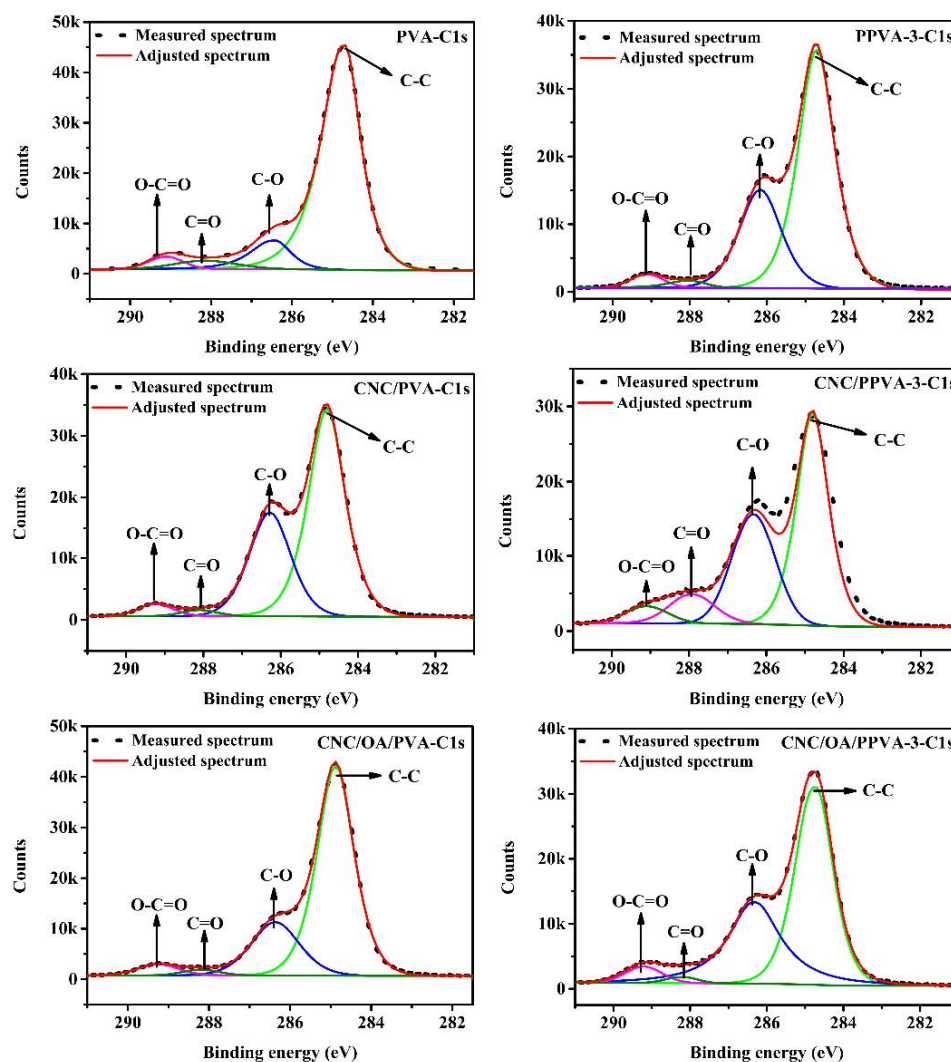 50k
PVA-C1s
Measured spectrum
Adjusted spectrum
40k
C-C
30k
Counts
20k
C-O
O-C=O
C=O
10k
0
290 288 286 284 282
Binding energy (eV)
40k
PPVA-3-C1s
Measured spectrum
Adjusted spectrum
C-C
30k
Counts
20k
C-O
O-C=O
C=O
10k
0
290 288 286 284 282
Binding energy (eV)
40k
CNC/PVA-C1s
Measured spectrum
Adjusted spectrum
C-C
30k
Counts
C-O
20k
O-C=O
C=O
10k
0
290 288 286 284 282
Binding energy (eV)
CNC/PPVA-3-C1s
Measured spectrum
Adjusted spectrum
30k
C-C
C-O
20k
Counts
C=O
O-C=O
10k
0
290 288 286 284 282
Binding energy (eV)
50k
CNC/OA/PVA-C1s
Measured spectrum
Adjusted spectrum
40k
C-C
30k
Counts
20k
C-O
O-C=O
C=O
10k
0
290 288 286 284 282
Binding energy (eV)
40k
CNC/OA/PPVA-3-C1s
Measured spectrum
Adjusted spectrum
30k
C-C
Counts
20k
C-O
O-C=O
C=O
10k
0
290 288 286 284 282
Binding energy (eV)